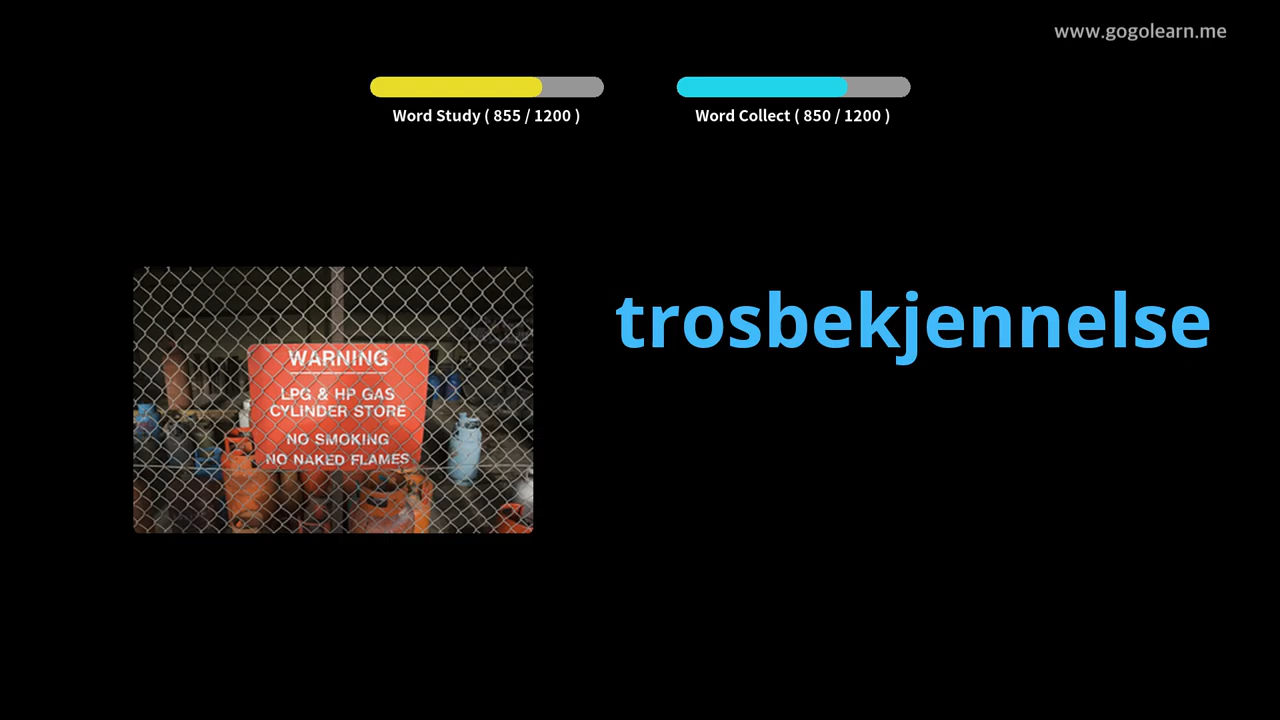 www.gogolearn.me
Word Study ( 855 / 1200 )
Word Collect ( 850 / 1200 )
trosbekjennelse
WARNING
LPG & HP GAS
CYLINDER STORE
NO SMOKING
NO NAKED FLAMES